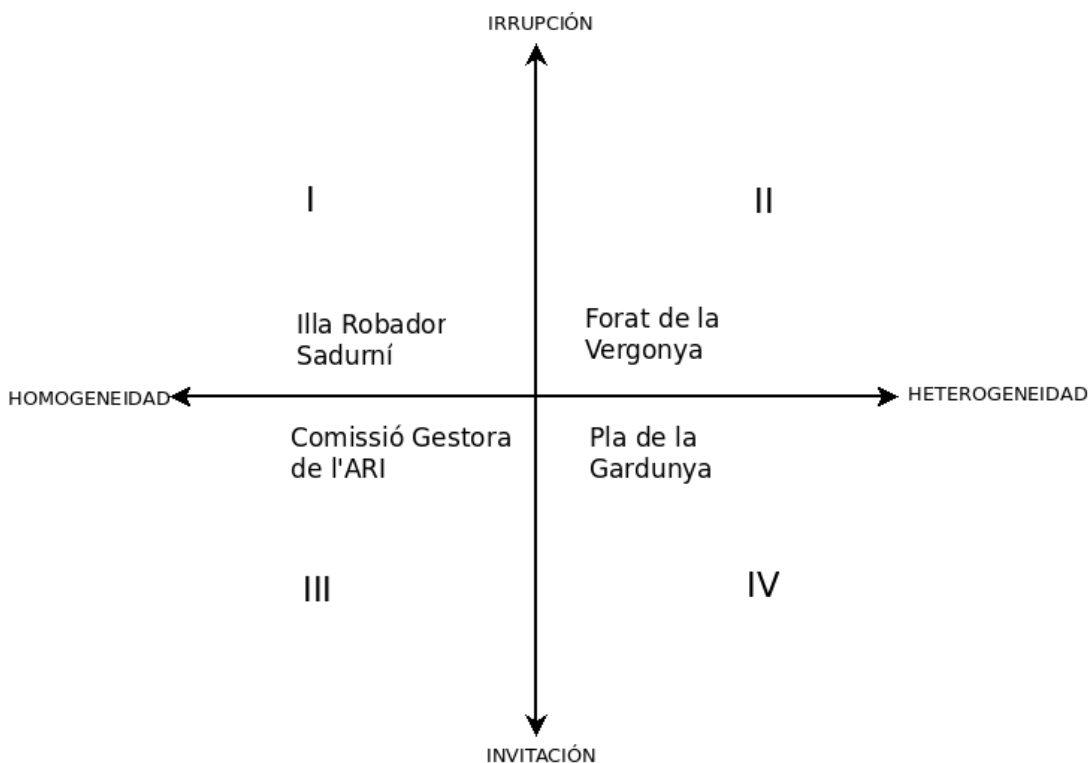 IRRUPCIÓN
I
II
Illa Robador
Sadurní
Forat de la
Vergonya
HOMOGENEIDAD
HETEROGENEIDAD
Comissió Gestora
de l'ARI
Pla de la
Gardunya
III
IV
INVITACIÓN